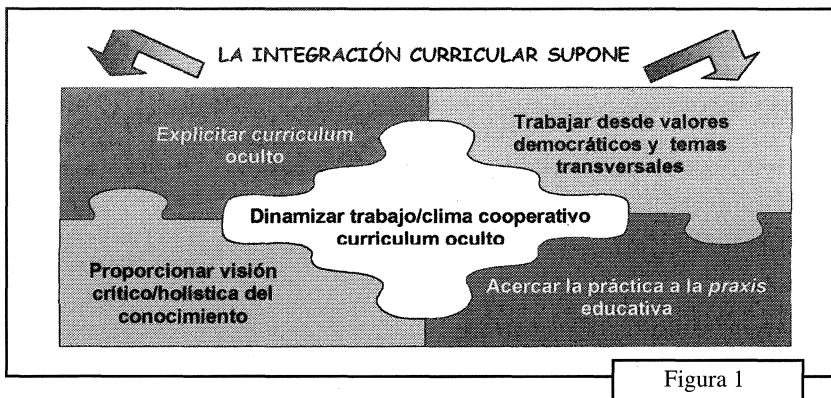 LA INTEGRACIÓN CURRICULAR SUPONE
Explicitar curriculum
oculto
Trabajar desde valores
democráticos y temas
transversales
Dinamizar trabajo/clima cooperativo
curriculum oculto
Proporcionar visión
crítico/holística del
conocimiento
Acercar la práctica a la praxis
educativa
Figura 1